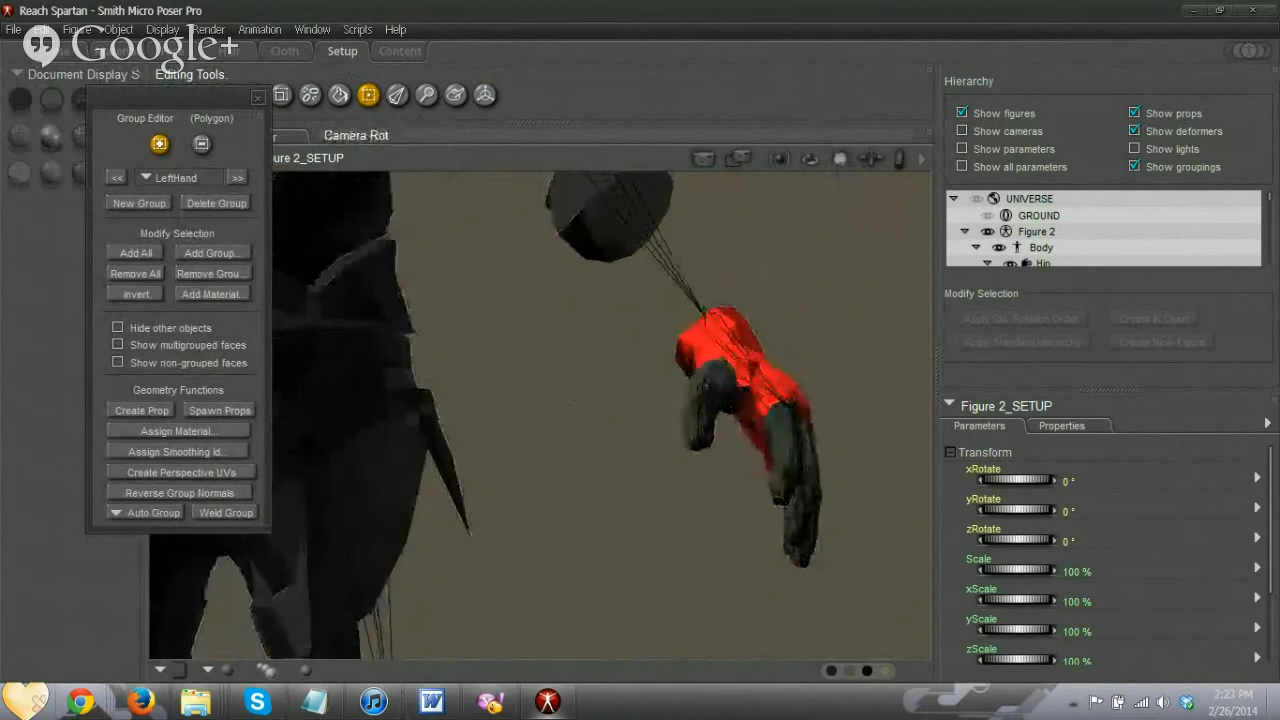 Reach Spartan - Smith Micro Poser Pro
File Edit Figure Object Display Render Animation Window Scripts Help
Google+
Cloth Setup Content
Document Display S Editing Tools.
Hierarchy
Group Editor (Polygon)
Show figures Show props
Camera Rot
Show cameras Show deformers
Show parameters Show lights
2_SETUP
Show all parameters Show groupings
<< LeftHand >>
New Group Delete Group
UNIVERSE
GROUND
Modify Selection
Figure 2
Add All Add Group...
Body
Remove All Remove Grou...
Hip
Invert Add Material...
Modify Selection
Apply Std. Rotation Order Create IK Chain
Hide other objects
Apply Standard Hierarchy Create New Figure
Show multigrouped faces
Show non-grouped faces
Geometry Functions
Figure 2_SETUP
Create Prop Spawn Props
Parameters Properties
Assign Material...
Transform
Assign Smoothing Id...
xRotate
0 °
Create Perspective UVs
Reverse Group Normals
yRotate
0 °
Auto Group Weld Group
zRotate
0 °
Scale
100 %
xScale
100 %
yScale
100 %
zScale
100 %
2:23 PM
2/26/2014